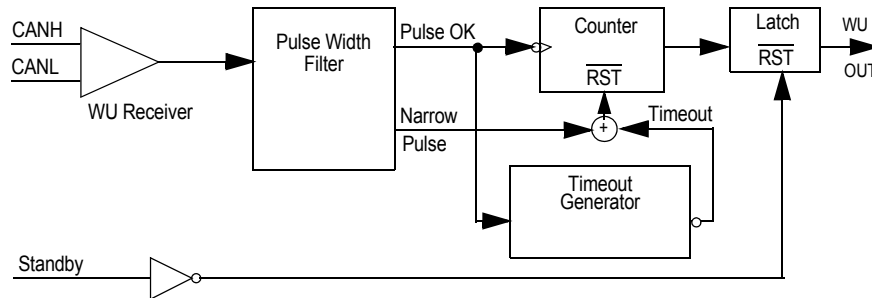 CANH
CANL
WU Receiver
Pulse Width
Filter
Pulse OK
Narrow
Pulse
Counter
RST
+
Timeout
Timeout
Generator
Latch
RST
WU
OUT
Standby